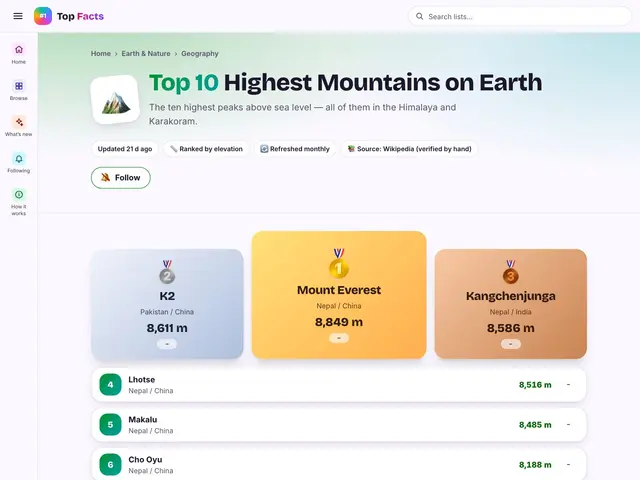 #1 Top Facts
Search lists...
Home
Browse
What's new
Following
How it
works
Home › Earth & Nature › Geography
Top 10 Highest Mountains on Earth
The ten highest peaks above sea level — all of them in the Himalaya and
Karakoram.
Updated 21 d ago
Ranked by elevation
Refreshed monthly
Source: Wikipedia (verified by hand)
Follow
2
K2
Pakistan / China
8,611 m
–
1
Mount Everest
Nepal / China
8,849 m
–
3
Kangchenjunga
Nepal / India
8,586 m
–
4 Lhotse
Nepal / China
8,516 m –
5 Makalu
Nepal / China
8,485 m –
6 Cho Oyu
Nepal / China
8,188 m –